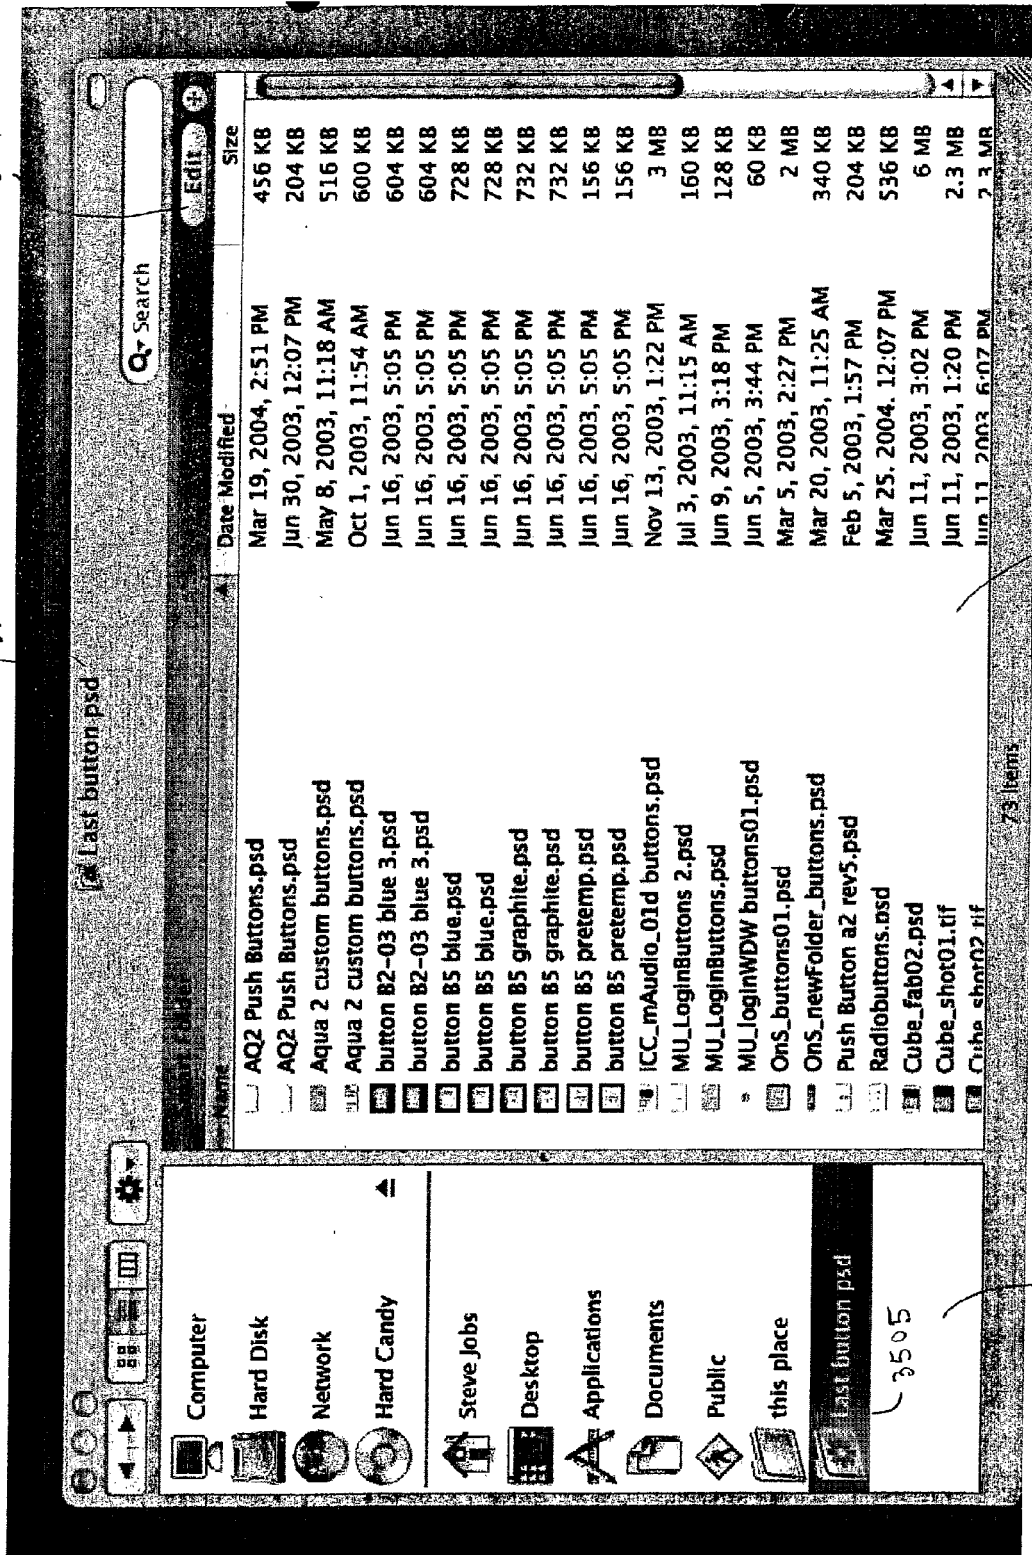 Last button.psd
Search
Smart Folder
Edit
Name
Date Modified
Size
Computer
Hard Disk
Network
Hard Candy
Steve Jobs
Desktop
Applications
Documents
Public
this place
Last button psd
3505
AQ2 Push Buttons.psd Mar 19, 2004, 2:51 PM 456 KB
AQ2 Push Buttons.psd Jun 30, 2003, 12:07 PM 204 KB
Aqua 2 custom buttons.psd May 8, 2003, 11:18 AM 516 KB
Aqua 2 custom buttons.psd Oct 1, 2003, 11:54 AM 600 KB
button B2-03 blue 3.psd Jun 16, 2003, 5:05 PM 604 KB
button B2-03 blue 3.psd Jun 16, 2003, 5:05 PM 604 KB
button B5 blue.psd Jun 16, 2003, 5:05 PM 728 KB
button B5 blue.psd Jun 16, 2003, 5:05 PM 728 KB
button B5 graphite.psd Jun 16, 2003, 5:05 PM 732 KB
button B5 graphite.psd Jun 16, 2003, 5:05 PM 732 KB
button B5 pretemp.psd Jun 16, 2003, 5:05 PM 156 KB
button B5 pretemp.psd Jun 16, 2003, 5:05 PM 156 KB
ICC_mAudio_01d buttons.psd Nov 13, 2003, 1:22 PM 3 MB
MU_LoginButtons 2.psd Jul 3, 2003, 11:15 AM 160 KB
MU_LoginButtons.psd Jun 9, 2003, 3:18 PM 128 KB
MU_loginWDW buttons01.psd Jun 5, 2003, 3:44 PM 60 KB
OnS_buttons01.psd Mar 5, 2003, 2:27 PM 2 MB
OnS_newFolder_buttons.psd Mar 20, 2003, 11:25 AM 340 KB
Push Button a2 rev5.psd Feb 5, 2003, 1:57 PM 204 KB
Radiobuttons.psd Mar 25. 2004. 12:07 PM 536 KB
Cube_fab02.psd Jun 11, 2003, 3:02 PM 6 MB
Cube_shot01.tif Jun 11, 2003, 1:20 PM 2.3 MB
Cube_shot02.tif Jun 11, 2003, 6:07 PM 2.3 MB
73 items